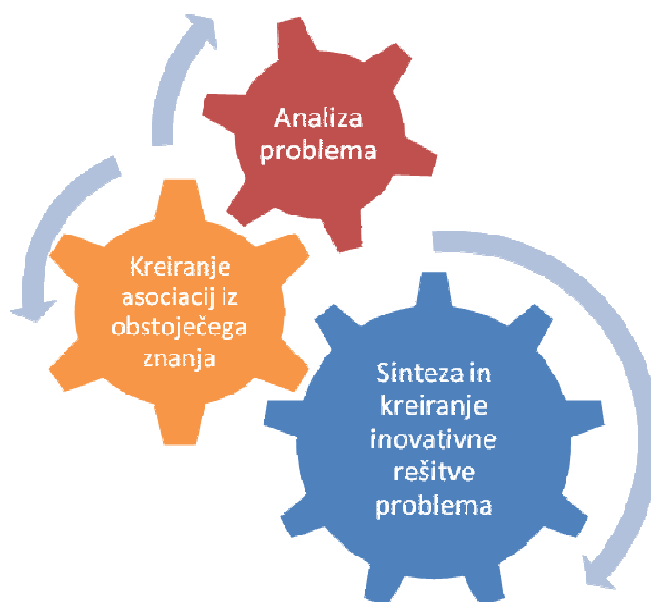 Analiza
problema
Kreiranje
asociacij iz
obstoječega
znanja
Sinteza in
kreiranje
inovativne
rešitve
problema